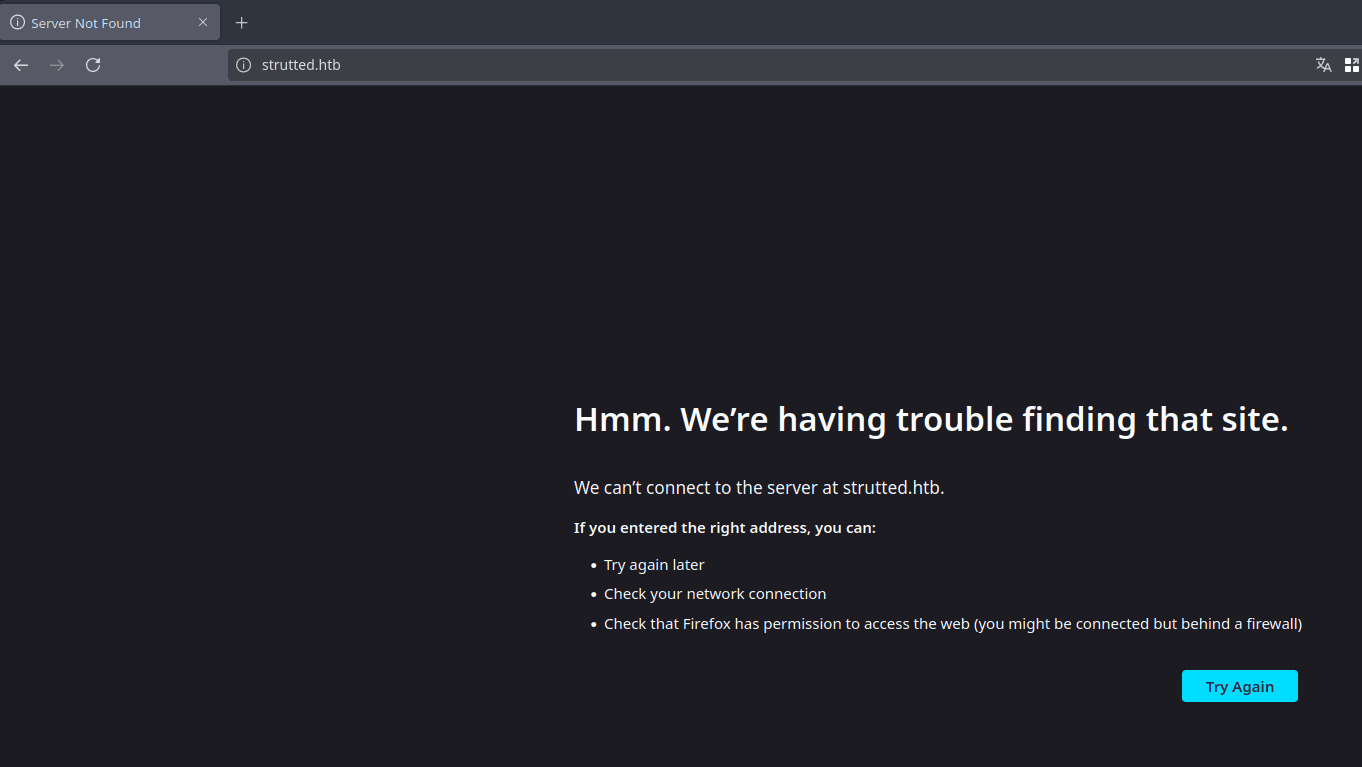 Server Not Found
strutted.htb
Hmm. We’re having trouble finding that site.
We can’t connect to the server at strutted.htb.
If you entered the right address, you can:
• Try again later
• Check your network connection
• Check that Firefox has permission to access the web (you might be connected but behind a firewall)
Try Again